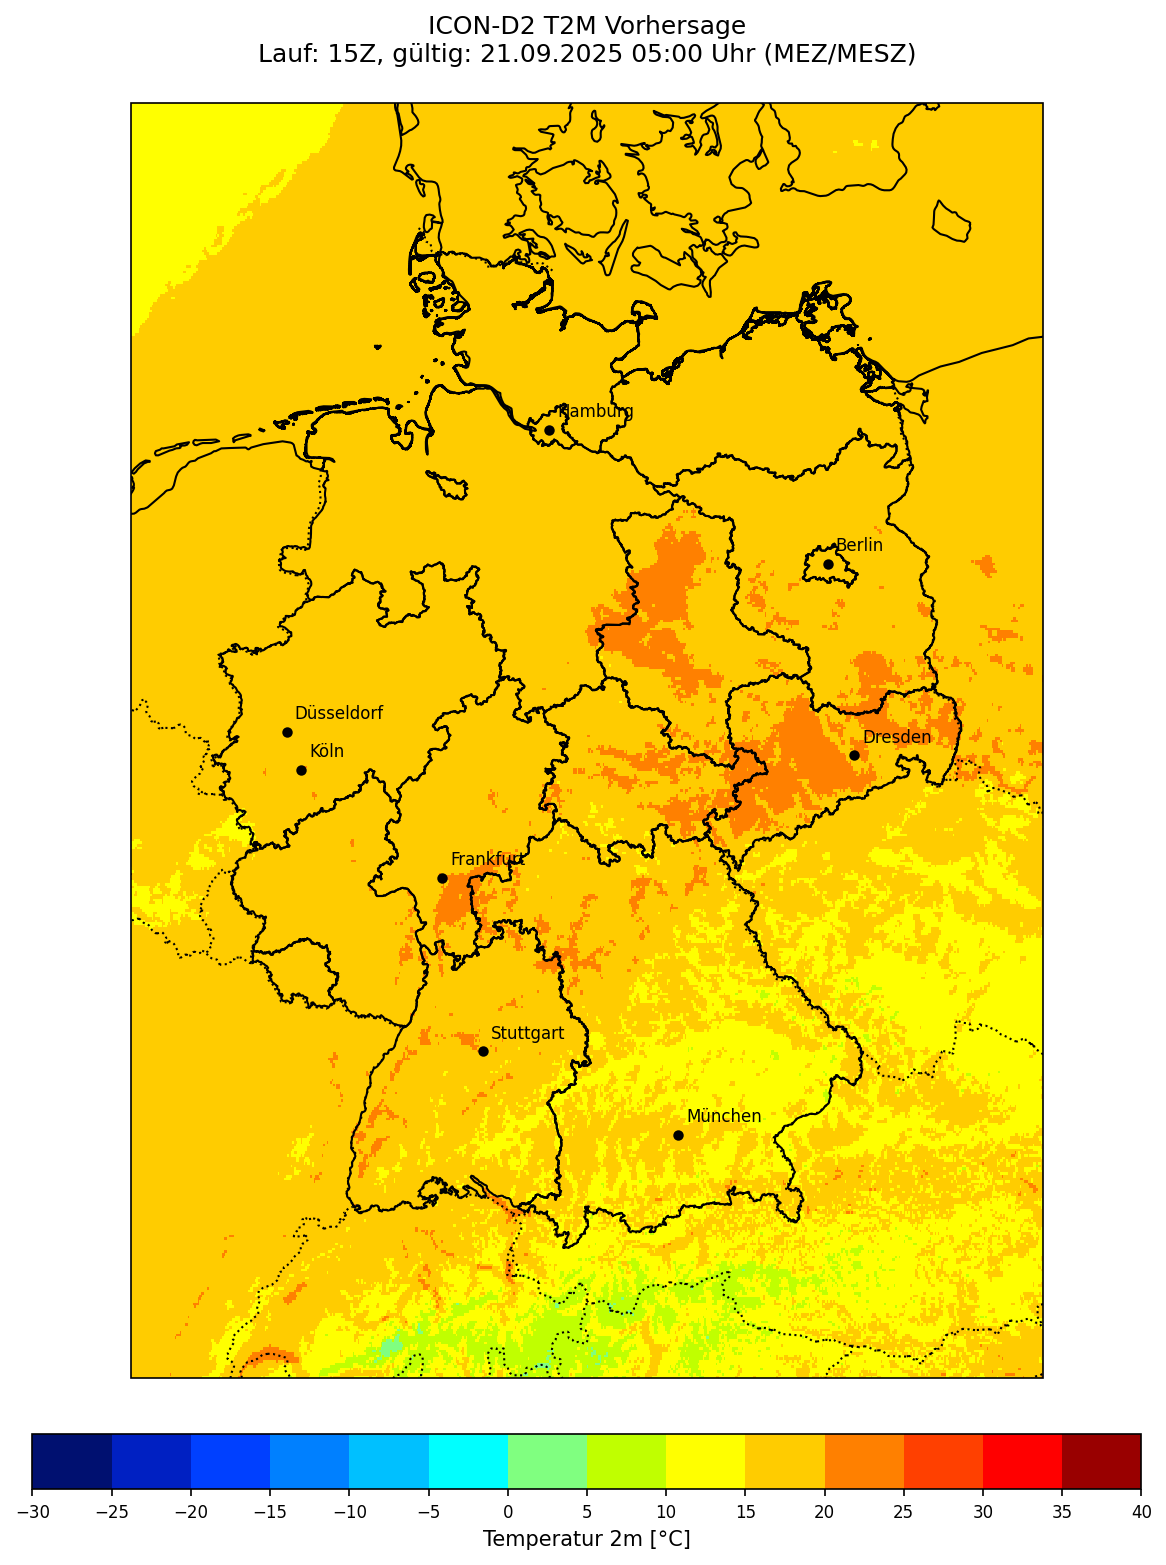 ICON-D2 T2M Vorhersage
Lauf: 15Z, gültig: 21.09.2025 05:00 Uhr (MEZ/MESZ)
Hamburg
Berlin
Düsseldorf
Dresden
Köln
Frankfurt
Stuttgart
München
−30 −25 −20 −15 −10 −5 0 5 10 15 20 25 30 35 40
Temperatur 2m [°C]